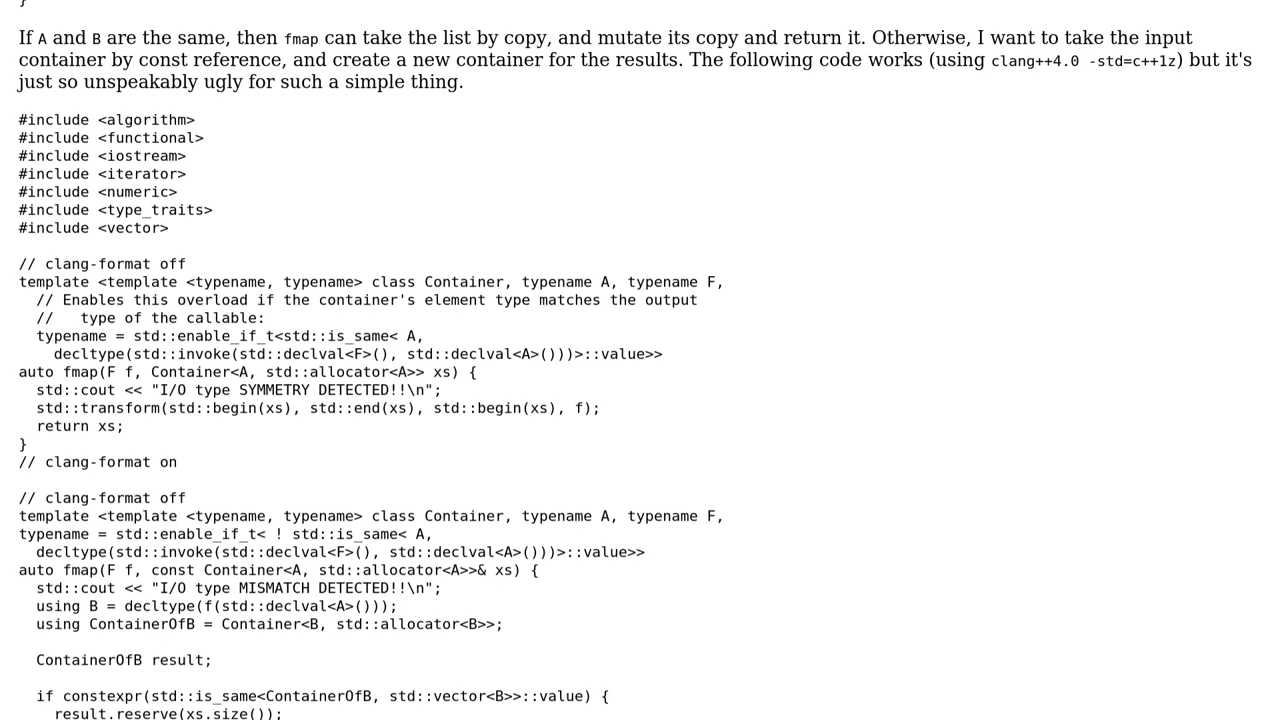 }
If A and B are the same, then fmap can take the list by copy, and mutate its copy and return it. Otherwise, I want to take the input
container by const reference, and create a new container for the results. The following code works (using clang++4.0 -std=c++1z) but it's
just so unspeakably ugly for such a simple thing.
#include <algorithm>
#include <functional>
#include <iostream>
#include <iterator>
#include <numeric>
#include <type_traits>
#include <vector>

// clang-format off
template <template <typename, typename> class Container, typename A, typename F,
  // Enables this overload if the container's element type matches the output
  //   type of the callable:
  typename = std::enable_if_t<std::is_same< A,
    decltype(std::invoke(std::declval<F>(), std::declval<A>()))>::value>>
auto fmap(F f, Container<A, std::allocator<A>> xs) {
  std::cout << "I/O type SYMMETRY DETECTED!!\n";
  std::transform(std::begin(xs), std::end(xs), std::begin(xs), f);
  return xs;
}
// clang-format on

// clang-format off
template <template <typename, typename> class Container, typename A, typename F,
typename = std::enable_if_t< ! std::is_same< A,
  decltype(std::invoke(std::declval<F>(), std::declval<A>()))>::value>>
auto fmap(F f, const Container<A, std::allocator<A>>& xs) {
  std::cout << "I/O type MISMATCH DETECTED!!\n";
  using B = decltype(f(std::declval<A>()));
  using ContainerOfB = Container<B, std::allocator<B>>;

  ContainerOfB result;

  if constexpr(std::is_same<ContainerOfB, std::vector<B>>::value) {
    result.reserve(xs.size());